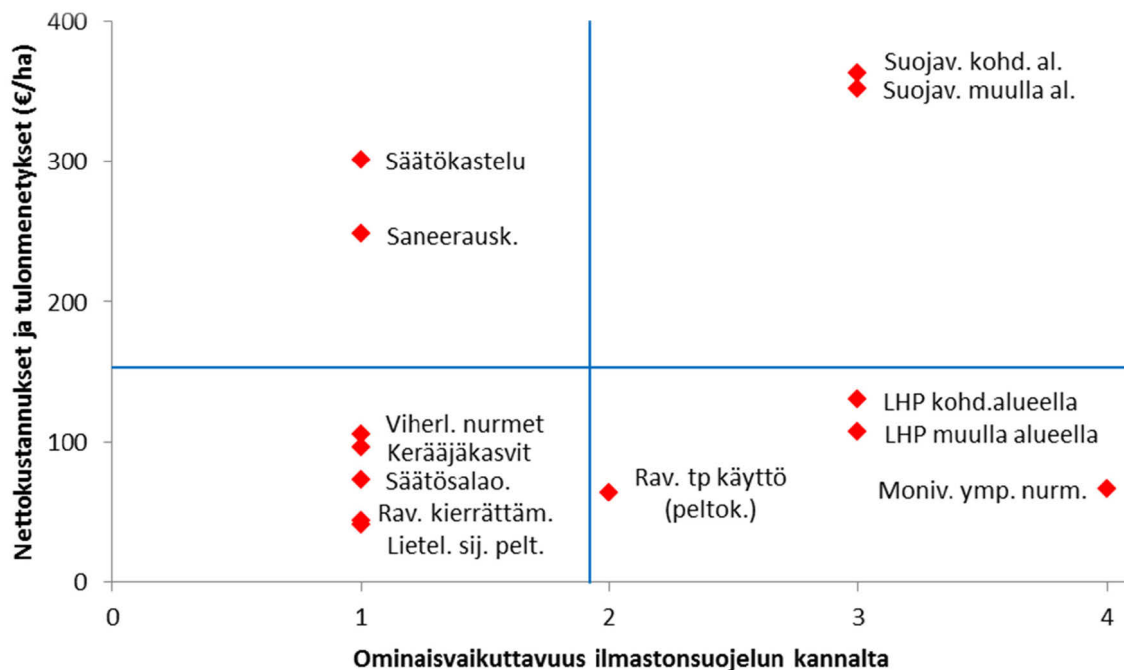 Nettokustannukset ja tulonmenetykset (€/ha)
400
300
200
100
0
Suojav. kohd. al.
Suojav. muulla al.
Säätökastelu
Saneerausk.
Viherl. nurmet
Kerääjäkasvit
Säätösalao.
Rav. kierrättäm.
Lietel. sij. pelt.
Rav. tp käyttö
(peltok.)
LHP kohd.alueella
LHP muulla alueella
Moniv. ymp. nurm.
0 1 2 3 4
Ominaisvaikuttavuus ilmastonsuojelun kannalta